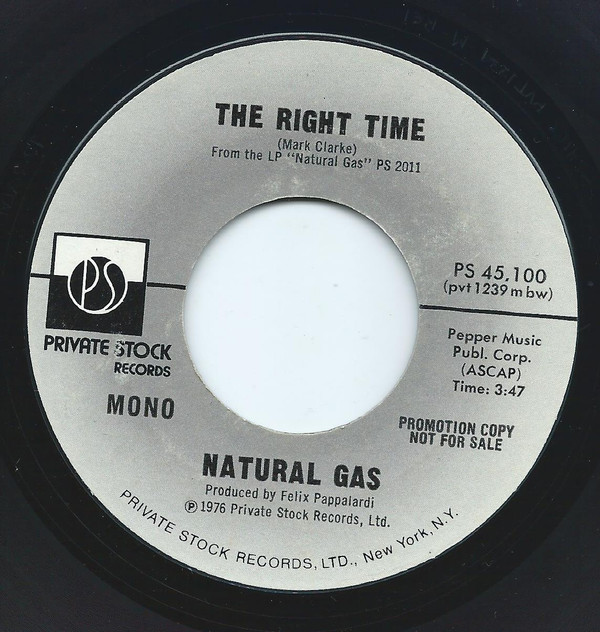 THE RIGHT TIME
(Mark Clarke)
From the LP "Natural Gas" PS 2011
PS
PRIVATE STOCK
RECORDS
MONO
PS 45,100
(pvt 1239 m bw)
Pepper Music
Publ. Corp.
(ASCAP)
Time: 3:47
PROMOTION COPY
NOT FOR SALE
NATURAL GAS
Produced by Felix Pappalardi
℗ 1976 Private Stock Records, Ltd.
PRIVATE STOCK RECORDS, LTD., New York, N.Y.